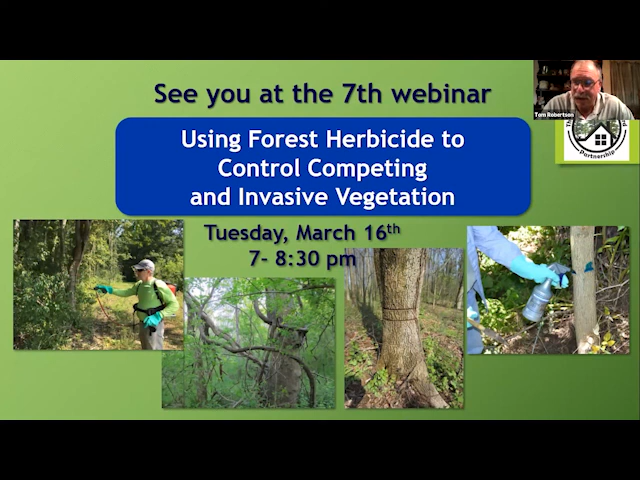 See you at the 7th webinar
Tom Robertson
Using Forest Herbicide to
Control Competing
and Invasive Vegetation
Partnership
Tuesday, March 16th
7- 8:30 pm